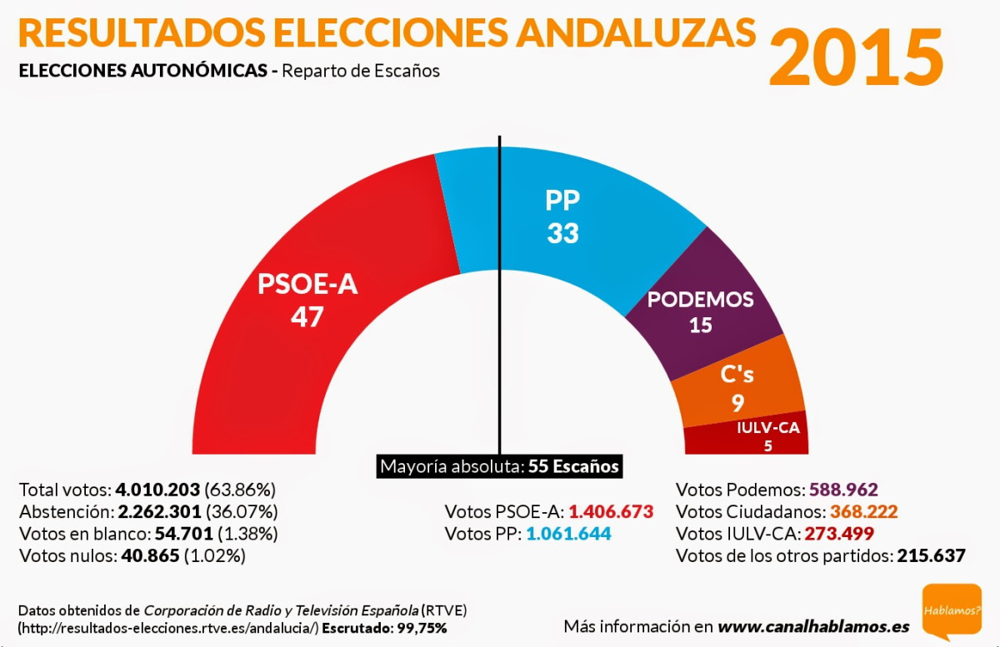 RESULTADOS ELECCIONES ANDALUZAS 2015
ELECCIONES AUTONÓMICAS - Reparto de Escaños
PSOE-A
47
PP
33
PODEMOS
15
C's
9
IULV-CA
5
Mayoría absoluta: 55 Escaños
Total votos: 4.010.203 (63.86%)
Abstención: 2.262.301 (36.07%)
Votos en blanco: 54.701 (1.38%)
Votos nulos: 40.865 (1.02%)
Votos PSOE-A: 1.406.673
Votos PP: 1.061.644
Votos Podemos: 588.962
Votos Ciudadanos: 368.222
Votos IULV-CA: 273.499
Votos de los otros partidos: 215.637
Datos obtenidos de Corporación de Radio y Televisión Española (RTVE)
(http://resultados-elecciones.rtve.es/andalucia/) Escrutado: 99,75%
Más información en www.canalhablamos.es
Hablamos?